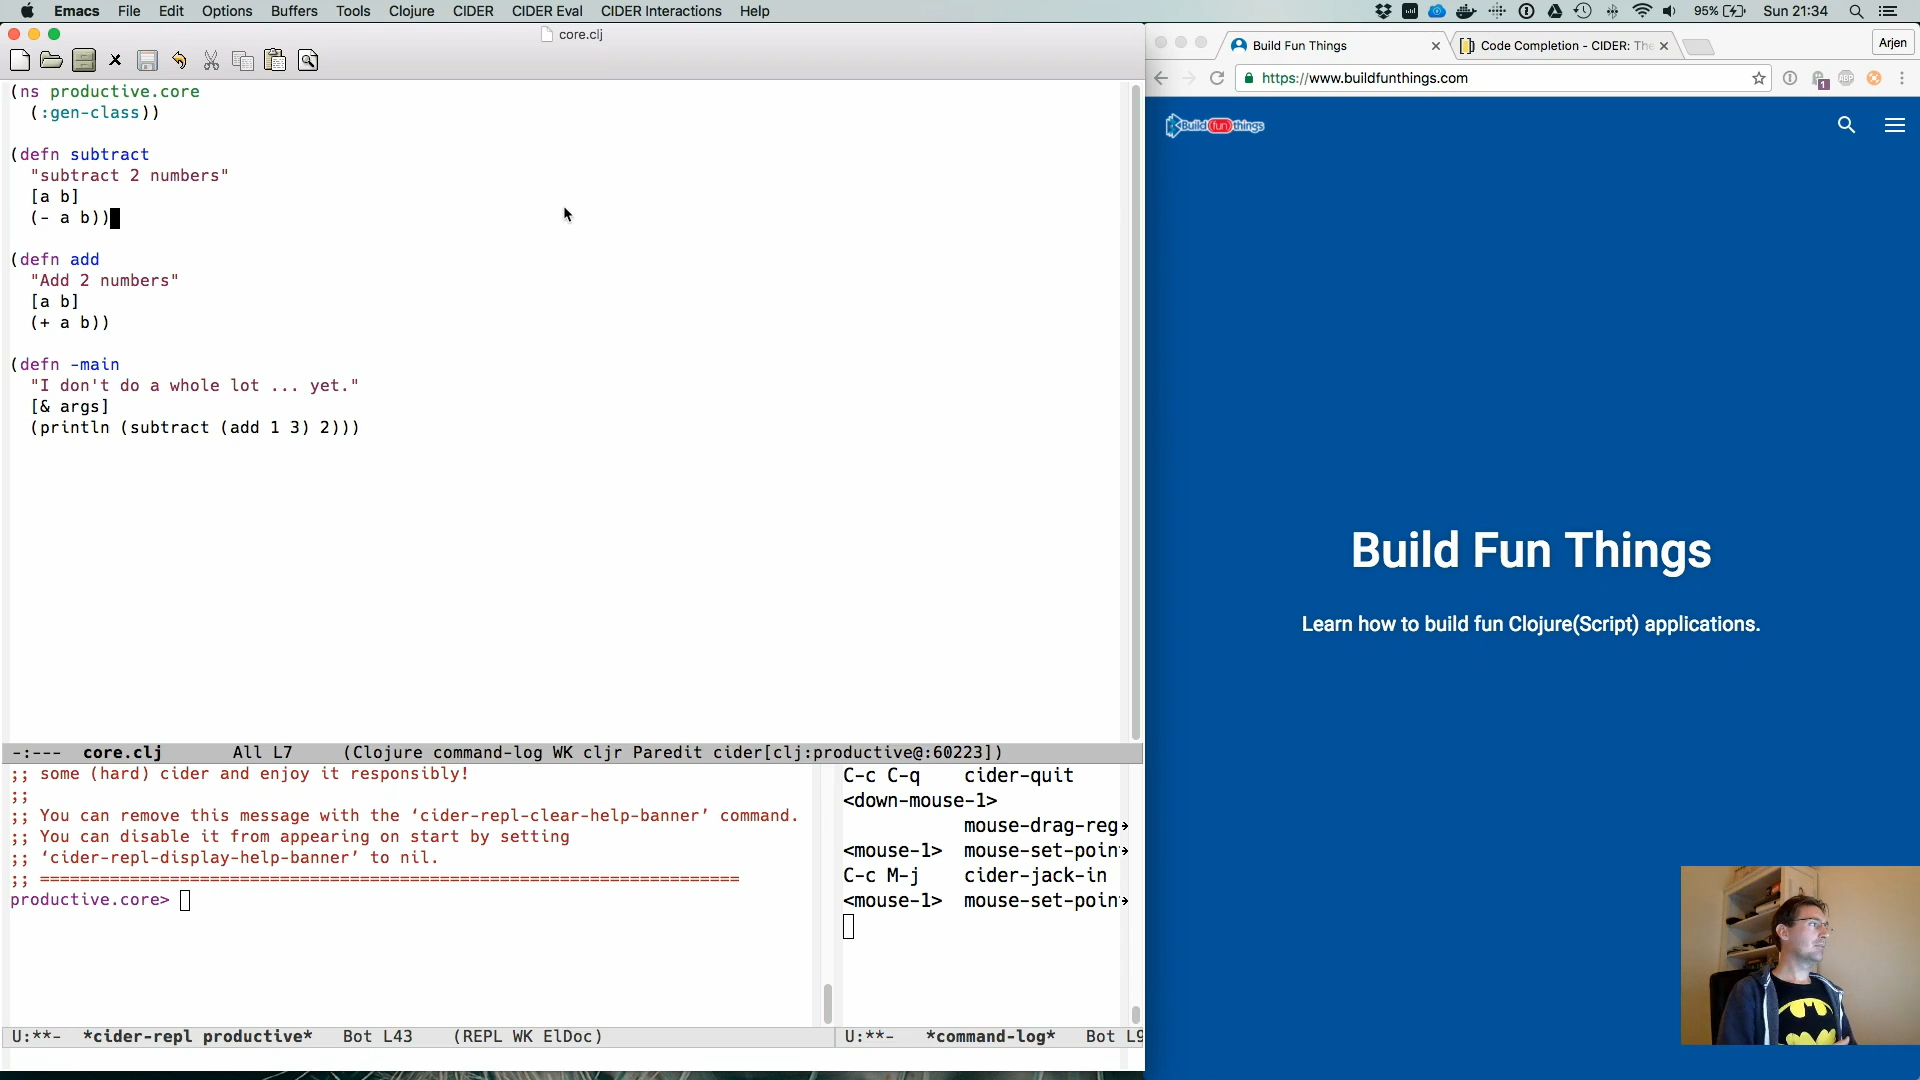 Emacs File Edit Options Buffers Tools Clojure CIDER CIDER Eval CIDER Interactions Help
95% Sun 21:34
core.clj
(ns productive.core
(:gen-class))
(defn subtract
"subtract 2 numbers"
[a b]
(- a b))
(defn add
"Add 2 numbers"
[a b]
(+ a b))
(defn -main
"I don't do a whole lot ... yet."
[& args]
(println (subtract (add 1 3) 2)))
-:--- core.clj All L7 (Clojure command-log WK cljr Paredit cider[clj:productive@:60223])
;; some (hard) cider and enjoy it responsibly!
;;
;; You can remove this message with the ‘cider-repl-clear-help-banner’ command.
;; You can disable it from appearing on start by setting
;; ‘cider-repl-display-help-banner’ to nil.
;; ======================================================================
productive.core>
U:**- *cider-repl productive* Bot L43 (REPL WK ElDoc)
C-c C-q cider-quit
<down-mouse-1>
mouse-drag-reg
<mouse-1> mouse-set-poin
C-c M-j cider-jack-in
<mouse-1> mouse-set-poin
U:**- *command-log* Bot L9
Build Fun Things
Code Completion - CIDER: The
Arjen
https://www.buildfunthings.com
ABP
1
Build fun things
Build Fun Things
Learn how to build fun Clojure(Script) applications.